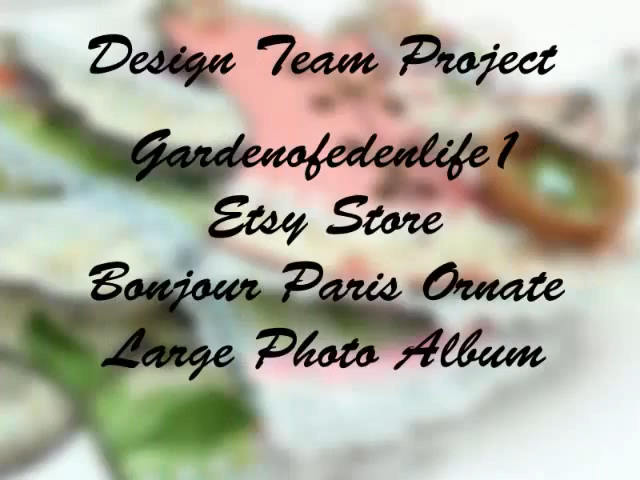 Design Team Project
Gardenofedenlife1
Etsy Store
Bonjour Paris Ornate
Large Photo Album